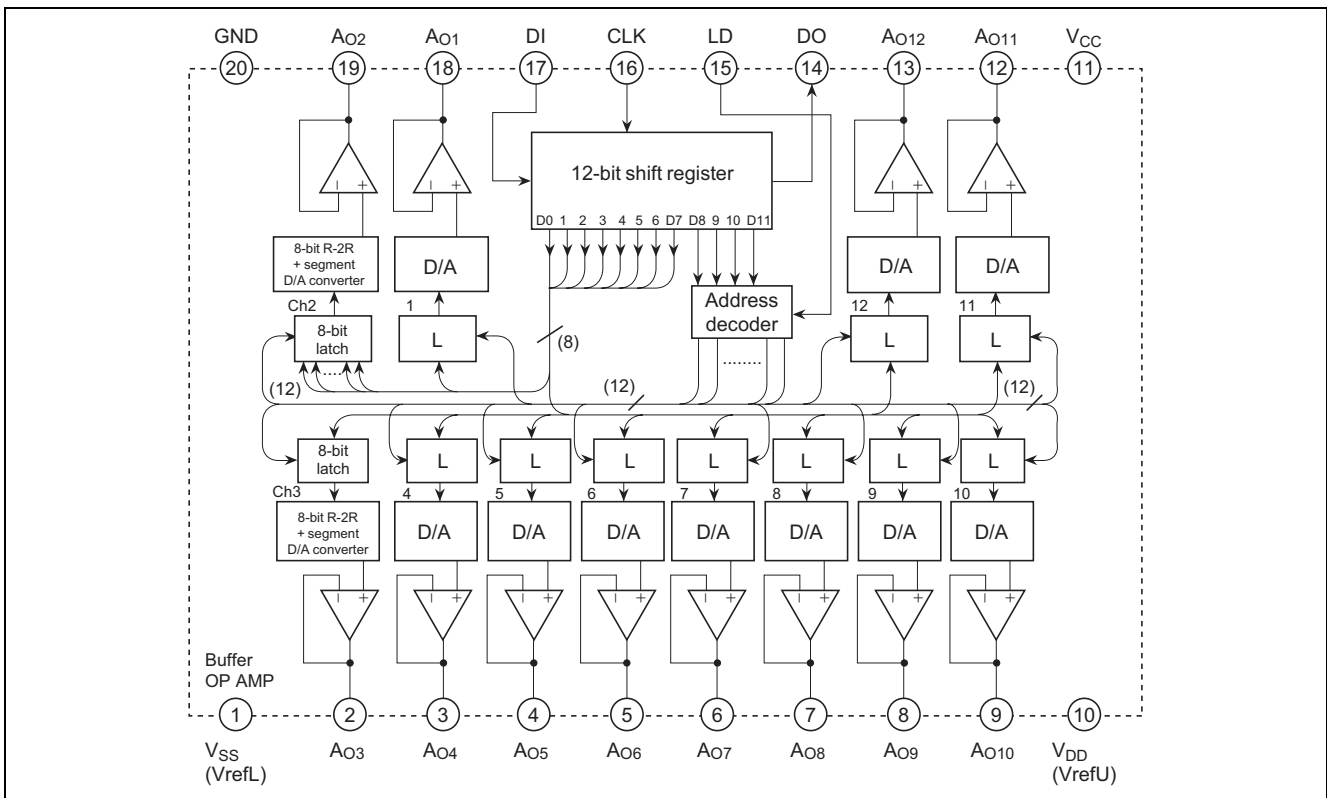 GND AO2 AO1 DI CLK LD DO AO12 AO11 VCC
20 19 18 17 16 15 14 13 12 11
12-bit shift register
− + − + − + − +
D0 1 2 3 4 5 6 D7 D8 9 10 D11
8-bit R-2R
+ segment
D/A converter
D/A D/A D/A
Ch2 1 12 11
Address
decoder
8-bit
latch
L L L
(8)
.....
........
(12) (12) (12)
8-bit
latch
L L L L L L L
Ch3 4 5 6 7 8 9 10
8-bit R-2R
+ segment
D/A converter
D/A D/A D/A D/A D/A D/A D/A
− + − + − + − + − + − + − + − +
Buffer
OP AMP
1 2 3 4 5 6 7 8 9 10
VSS AO3 AO4 AO5 AO6 AO7 AO8 AO9 AO10 VDD
(VrefL) (VrefU)